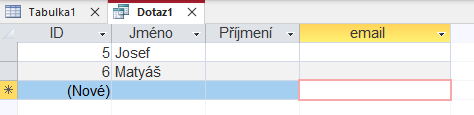 Tabulka1 Dotaz1
ID Jméno Příjmení email
5 Josef
6 Matyáš
(Nové)